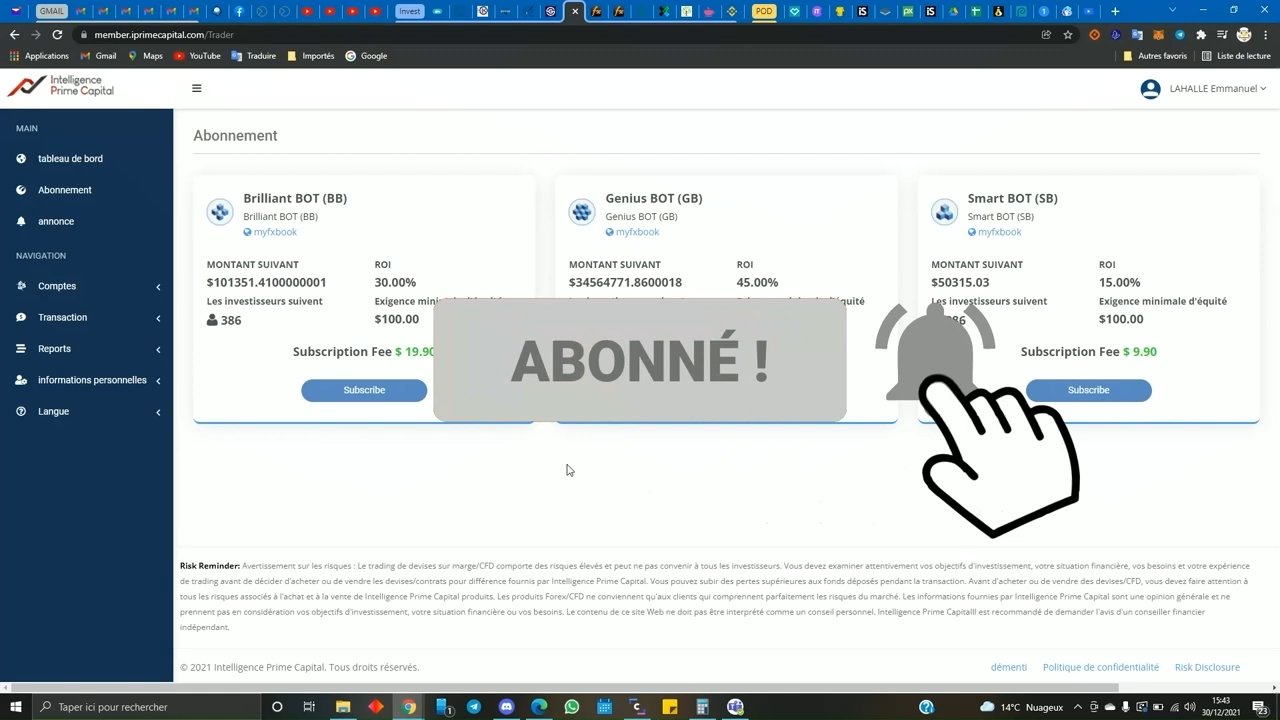 GMAIL
Invest
POD
member.iprimecapital.com/Trader
Applications
Gmail
Maps
YouTube
Traduire
Importés
Google
Autres favoris
Liste de lecture
Intelligence
Prime Capital
LAHALLE Emmanuel
MAIN
tableau de bord
Abonnement
annonce
NAVIGATION
Comptes
Transaction
Reports
informations personnelles
Langue
Abonnement
Brilliant BOT (BB)
Brilliant BOT (BB)
myfxbook
MONTANT SUIVANT ROI
$101351.4100000001 30.00%
Les investisseurs suivent
386 $100.00
Subscription Fee $ 19.90
Subscribe
Genius BOT (GB)
Genius BOT (GB)
myfxbook
MONTANT SUIVANT ROI
$34564771.8600018 45.00%
Smart BOT (SB)
Smart BOT (SB)
myfxbook
MONTANT SUIVANT ROI
$50315.03 15.00%
Les investisseurs suivent Exigence minimale d'équité
$100.00
Subscription Fee $ 9.90
Subscribe
ABONNÉ !
Risk Reminder: Avertissement sur les risques : Le trading de devises sur marge/CFD comporte des risques élevés et peut ne pas convenir à tous les investisseurs. Vous devez examiner attentivement vos objectifs d'investissement, votre situation financière, vos besoins et votre expérience
de trading avant de décider d'acheter ou de vendre les devises/contrats pour différence fournis par Intelligence Prime Capital. Vous pouvez subir des pertes supérieures aux fonds déposés pendant la transaction. Avant d'acheter ou de vendre des devises/CFD, vous devez faire attention à
tous les risques associés à l'achat et à la vente de Intelligence Prime Capital produits. Les produits Forex/CFD ne conviennent qu'aux clients qui comprennent parfaitement les risques du marché. Les informations fournies par Intelligence Prime Capital sont une opinion générale et ne
prennent pas en considération vos objectifs d'investissement, votre situation financière ou vos besoins. Le contenu de ce site Web ne doit pas être interprété comme un conseil personnel. Intelligence Prime Capitalll est recommandé de demander l'avis d'un conseiller financier
indépendant.
© 2021 Intelligence Prime Capital. Tous droits réservés.
démenti
Politique de confidentialité
Risk Disclosure
Taper ici pour rechercher
14°C Nuageux
15:43
30/12/2021